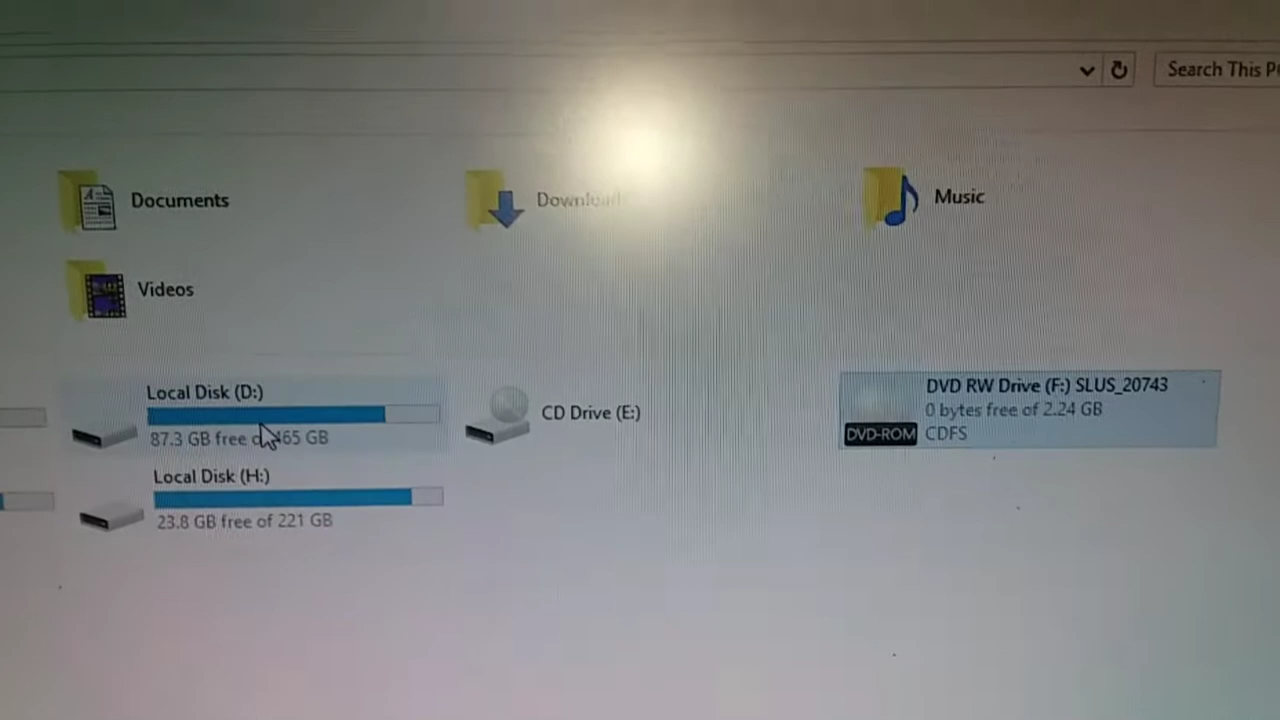 Search This P
Documents
Downloads
Music
Videos
Local Disk (D:)
87.3 GB free o 465 GB
CD Drive (E:)
DVD RW Drive (F:) SLUS_20743
0 bytes free of 2.24 GB
DVD-ROM
CDFS
Local Disk (H:)
23.8 GB free of 221 GB